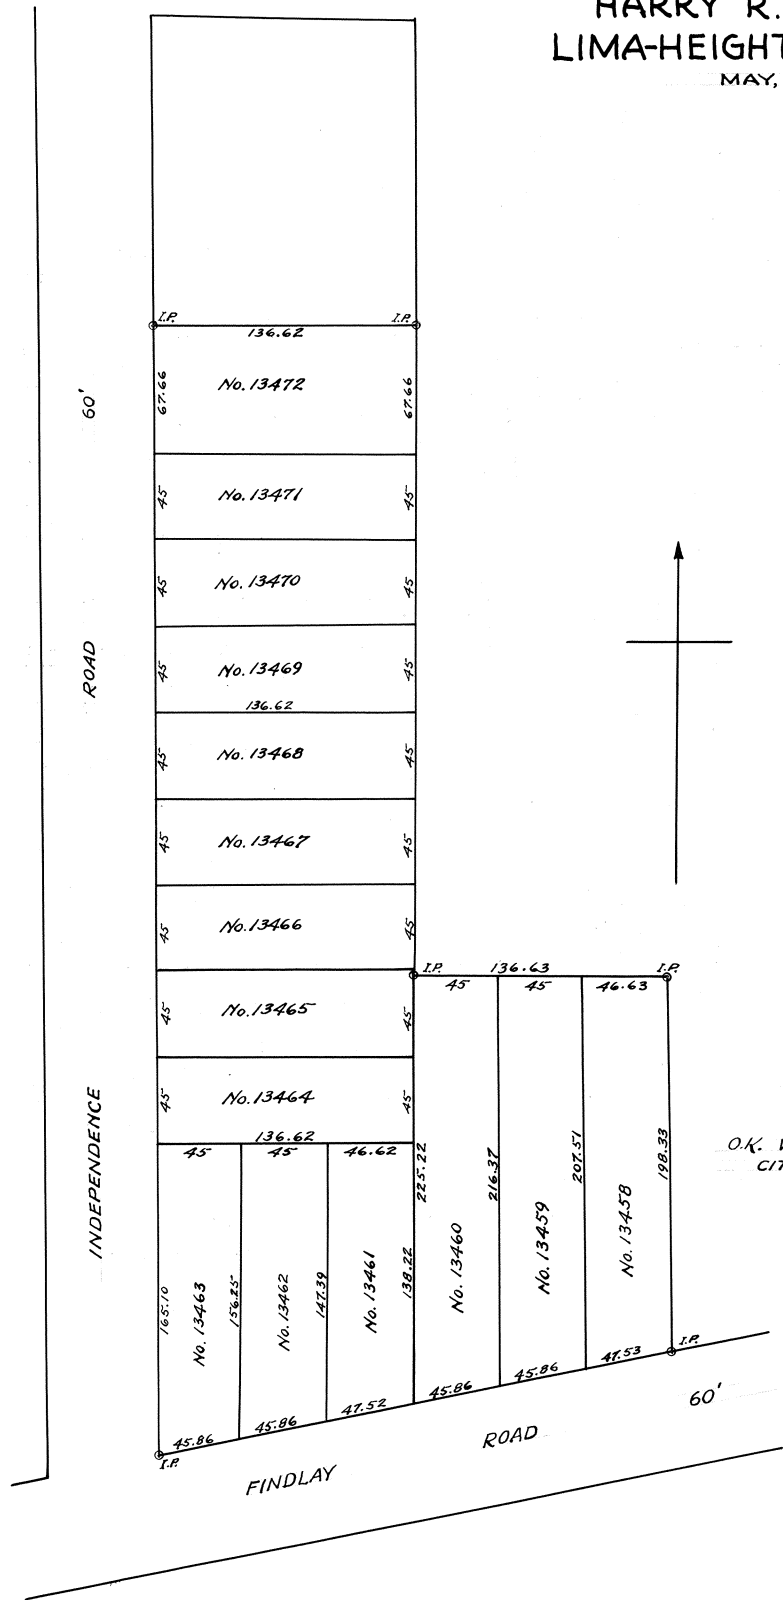 HARRY R.
LIMA-HEIGHT
MAY,
I.P.
I.P.
136.62
67.66
No. 13472
67.66
60'
45
No. 13471
45
45
No. 13470
45
ROAD
45
No. 13469
45
136.62
45
No. 13468
45
45
No. 13467
45
45
No. 13466
45
I.P.
136.63
I.P.
45
45
46.63
45
No. 13465
45
45
No. 13464
45
INDEPENDENCE
136.62
45
45
46.62
225.22
216.37
207.51
198.33
O.K.
CIT
165.10
No. 13463
156.25
No. 13462
147.39
No. 13461
138.22
No. 13460
No. 13459
No. 13458
I.P.
45.86
45.86
47.52
45.86
45.86
47.53
I.P.
60'
FINDLAY
ROAD